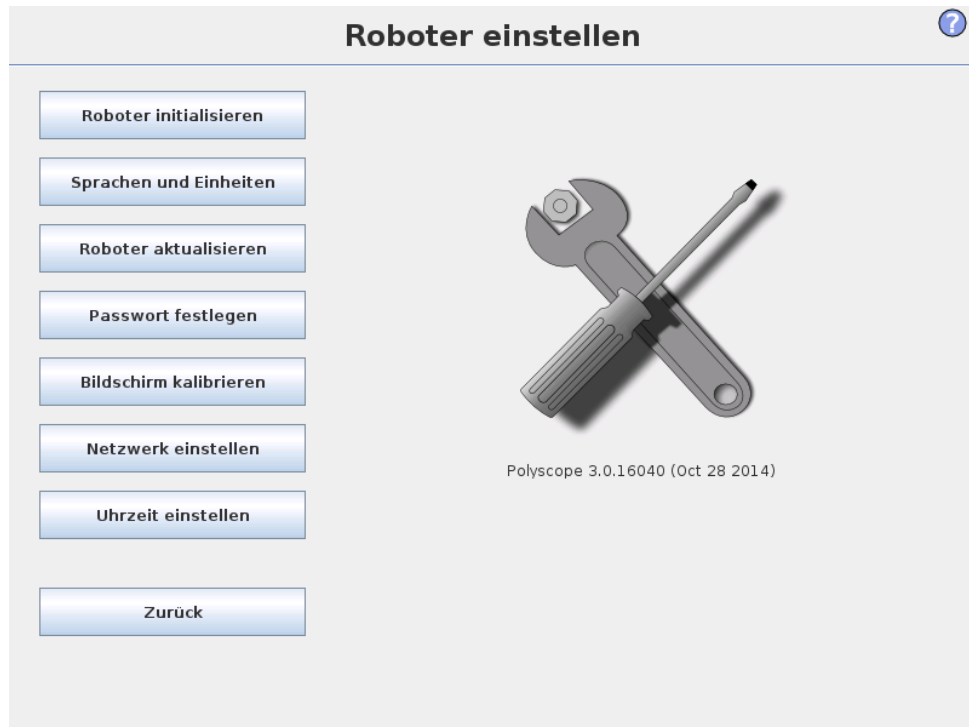 Roboter einstellen
?
Roboter initialisieren
Sprachen und Einheiten
Roboter aktualisieren
Passwort festlegen
Bildschirm kalibrieren
Netzwerk einstellen
Polyscope 3.0.16040 (Oct 28 2014)
Uhrzeit einstellen
Zurück